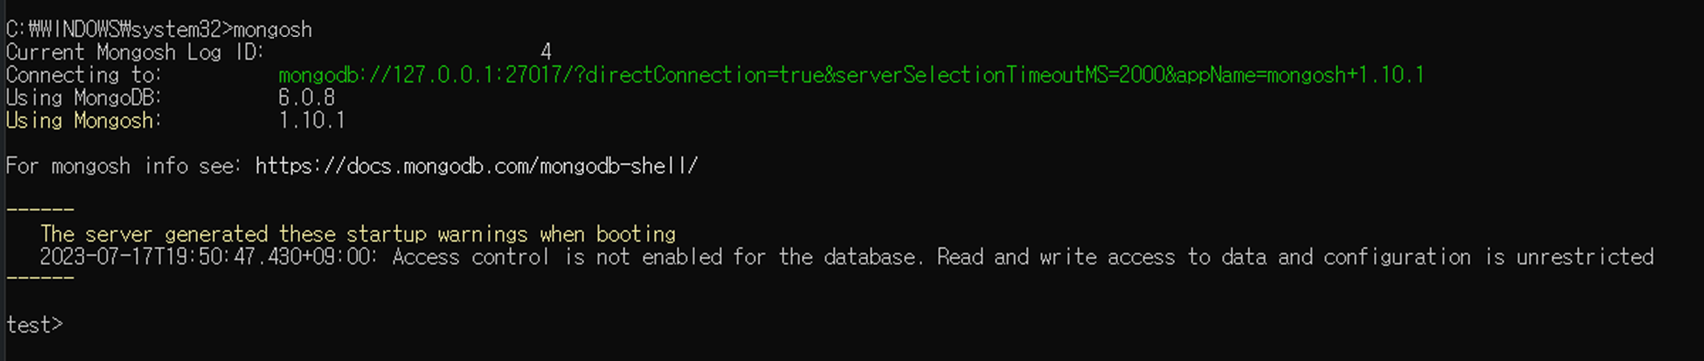 C:₩WINDOWS₩system32>mongosh
Current Mongosh Log ID: 4
Connecting to: mongodb://127.0.0.1:27017/?directConnection=true&serverSelectionTimeoutMS=2000&appName=mongosh+1.10.1
Using MongoDB: 6.0.8
Using Mongosh: 1.10.1
For mongosh info see: https://docs.mongodb.com/mongodb-shell/
------
The server generated these startup warnings when booting
2023-07-17T19:50:47.430+09:00: Access control is not enabled for the database. Read and write access to data and configuration is unrestricted
------
test>